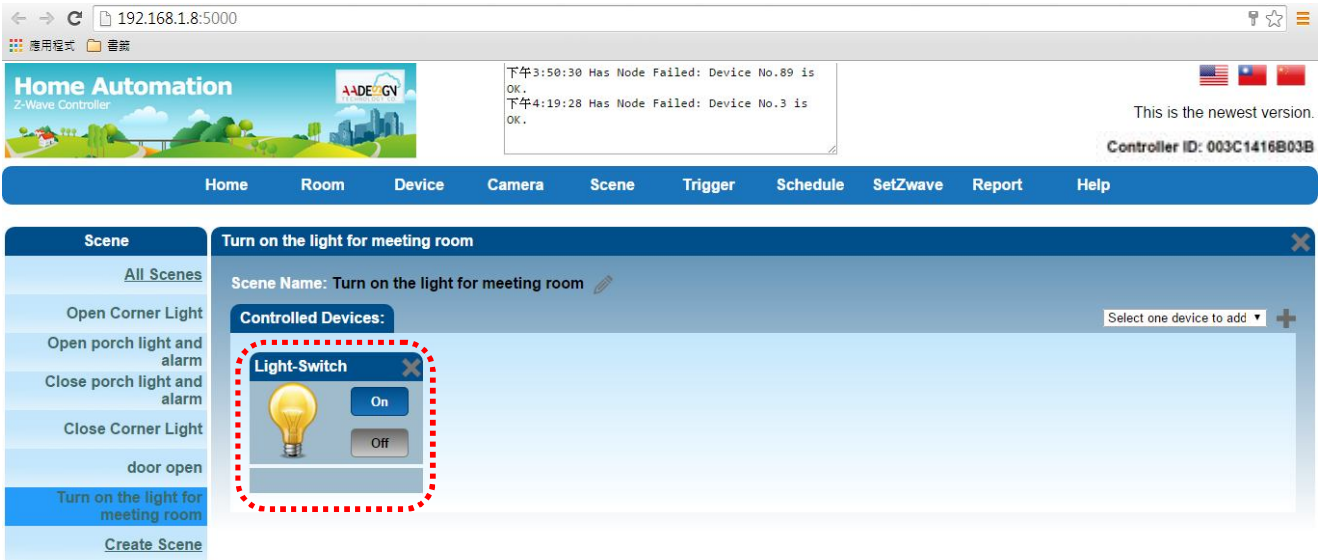 192.168.1.8:5000
應用程式 書籤
Home Automation
Z-Wave Controller
AADESIGN
TECHNOLOGY CO
下午3:50:30 Has Node Failed: Device No.89 is
OK.
下午4:19:28 Has Node Failed: Device No.3 is
OK.
This is the newest version.
Controller ID: 003C1416B03B
Home Room Device Camera Scene Trigger Schedule SetZwave Report Help
Scene
All Scenes
Open Corner Light
Open porch light and
alarm
Close porch light and
alarm
Close Corner Light
door open
Turn on the light for
meeting room
Create Scene
Turn on the light for meeting room
Scene Name: Turn on the light for meeting room
Controlled Devices:
Select one device to add
Light-Switch
On
Off